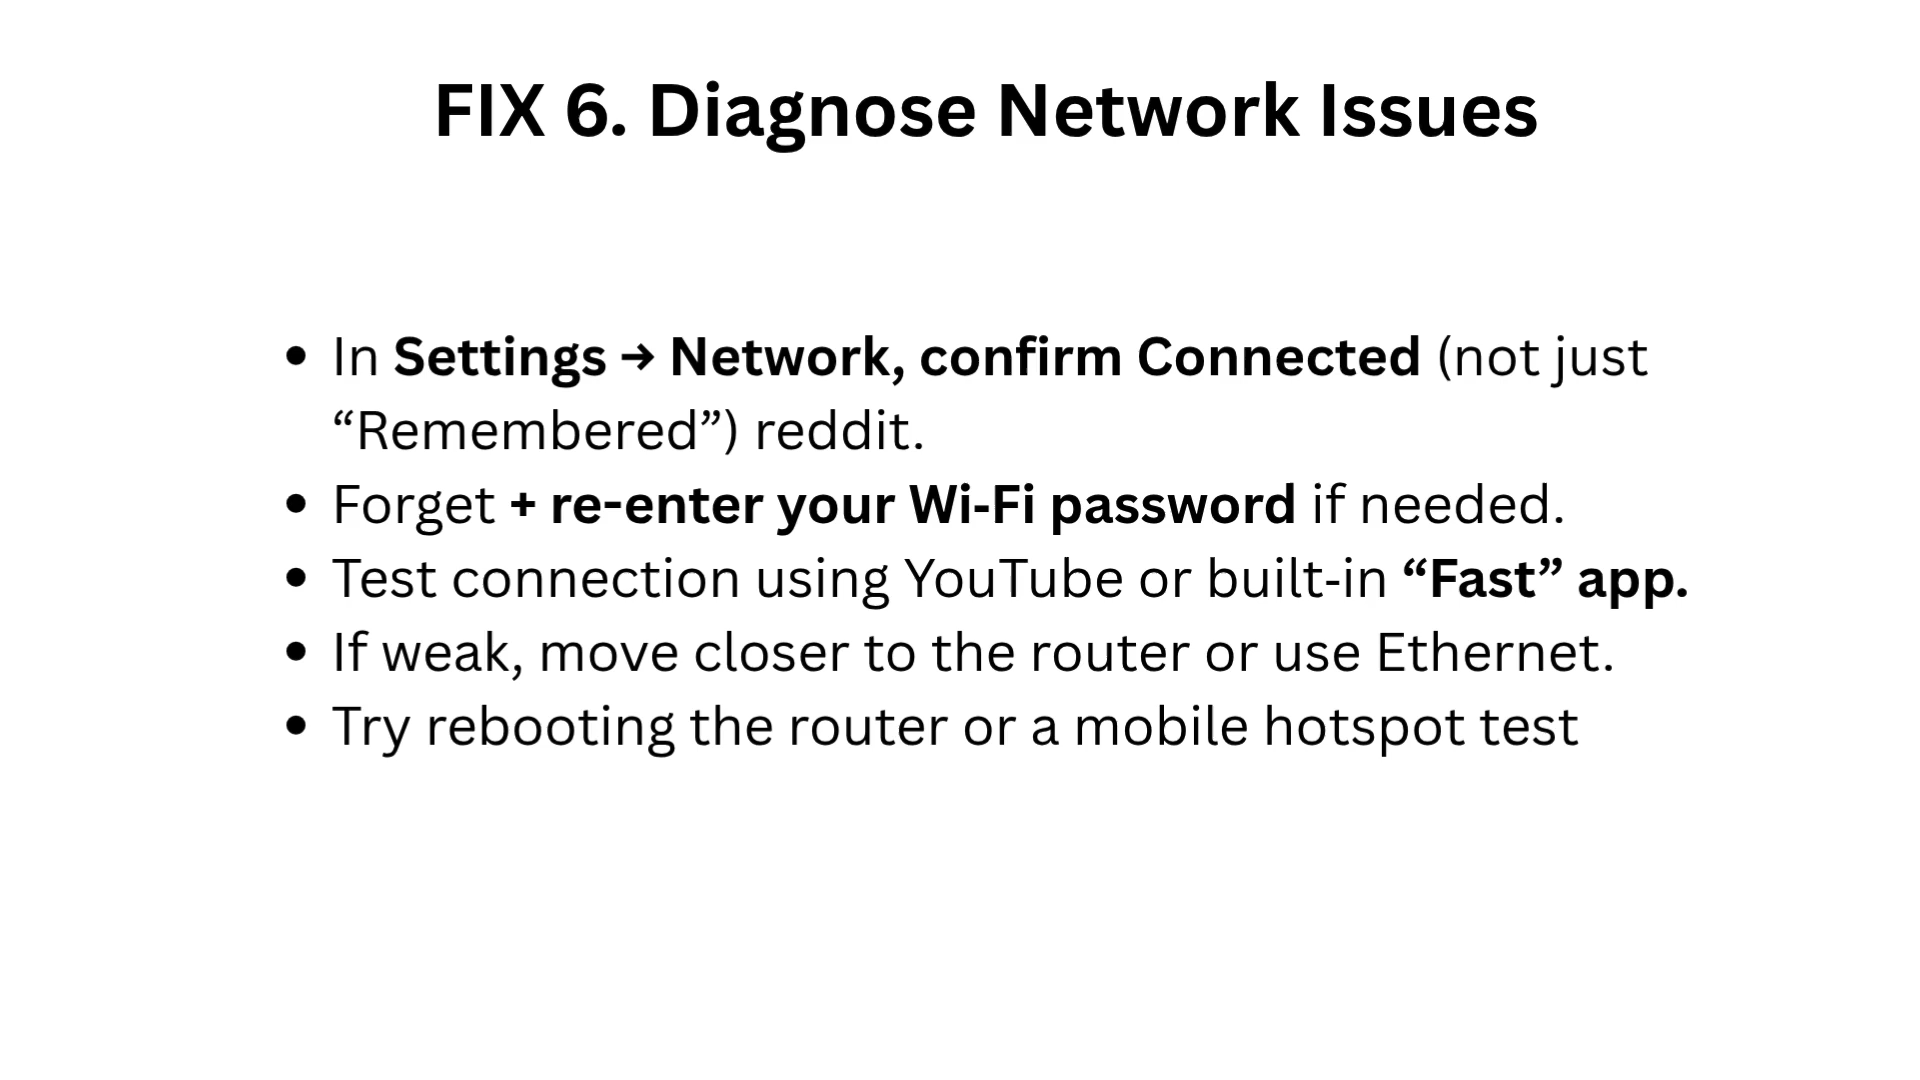 FIX 6. Diagnose Network Issues
• In Settings → Network, confirm Connected (not just
“Remembered”) reddit.
• Forget + re-enter your Wi-Fi password if needed.
• Test connection using YouTube or built-in “Fast” app.
• If weak, move closer to the router or use Ethernet.
• Try rebooting the router or a mobile hotspot test